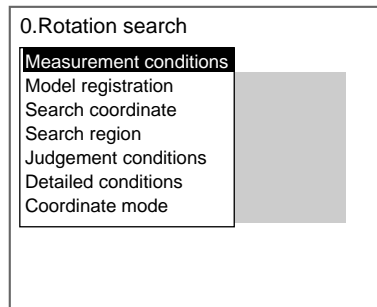 0.Rotation search
Measurement conditions
Model registration
Search coordinate
Search region
Judgement conditions
Detailed conditions
Coordinate mode